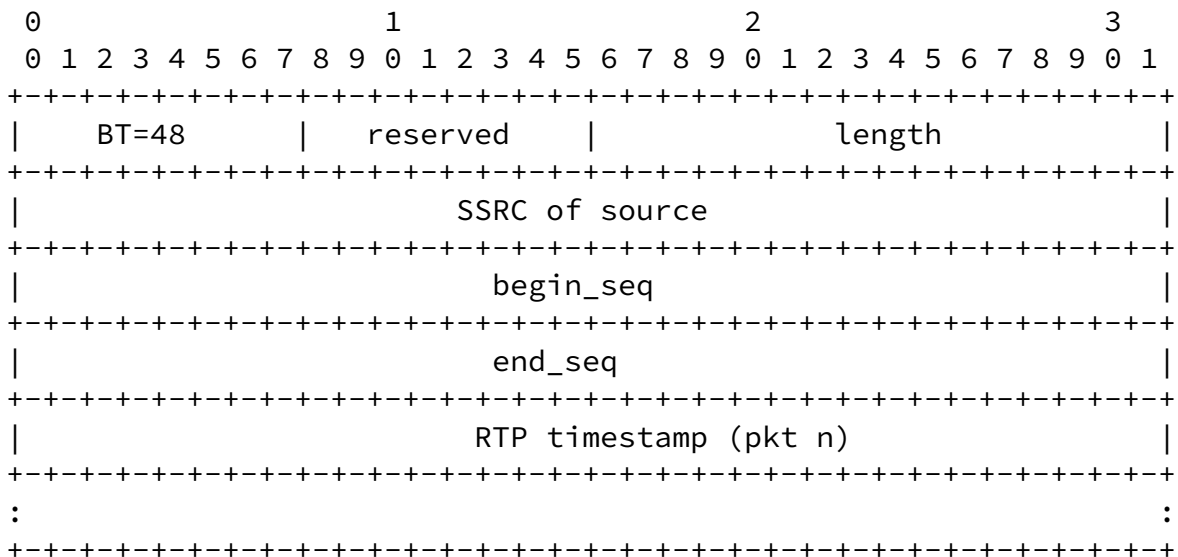 0                   1                   2                   3
 0 1 2 3 4 5 6 7 8 9 0 1 2 3 4 5 6 7 8 9 0 1 2 3 4 5 6 7 8 9 0 1
+-+-+-+-+-+-+-+-+-+-+-+-+-+-+-+-+-+-+-+-+-+-+-+-+-+-+-+-+-+-+-+-+
|    BT=48      |   reserved    |             length            |
+-+-+-+-+-+-+-+-+-+-+-+-+-+-+-+-+-+-+-+-+-+-+-+-+-+-+-+-+-+-+-+-+
|                        SSRC of source                         |
+-+-+-+-+-+-+-+-+-+-+-+-+-+-+-+-+-+-+-+-+-+-+-+-+-+-+-+-+-+-+-+-+
|                          begin_seq                            |
+-+-+-+-+-+-+-+-+-+-+-+-+-+-+-+-+-+-+-+-+-+-+-+-+-+-+-+-+-+-+-+-+
|                          end_seq                              |
+-+-+-+-+-+-+-+-+-+-+-+-+-+-+-+-+-+-+-+-+-+-+-+-+-+-+-+-+-+-+-+-+
|                         RTP timestamp (pkt n)                 |
+-+-+-+-+-+-+-+-+-+-+-+-+-+-+-+-+-+-+-+-+-+-+-+-+-+-+-+-+-+-+-+-+
:                                                               :
+-+-+-+-+-+-+-+-+-+-+-+-+-+-+-+-+-+-+-+-+-+-+-+-+-+-+-+-+-+-+-+-+